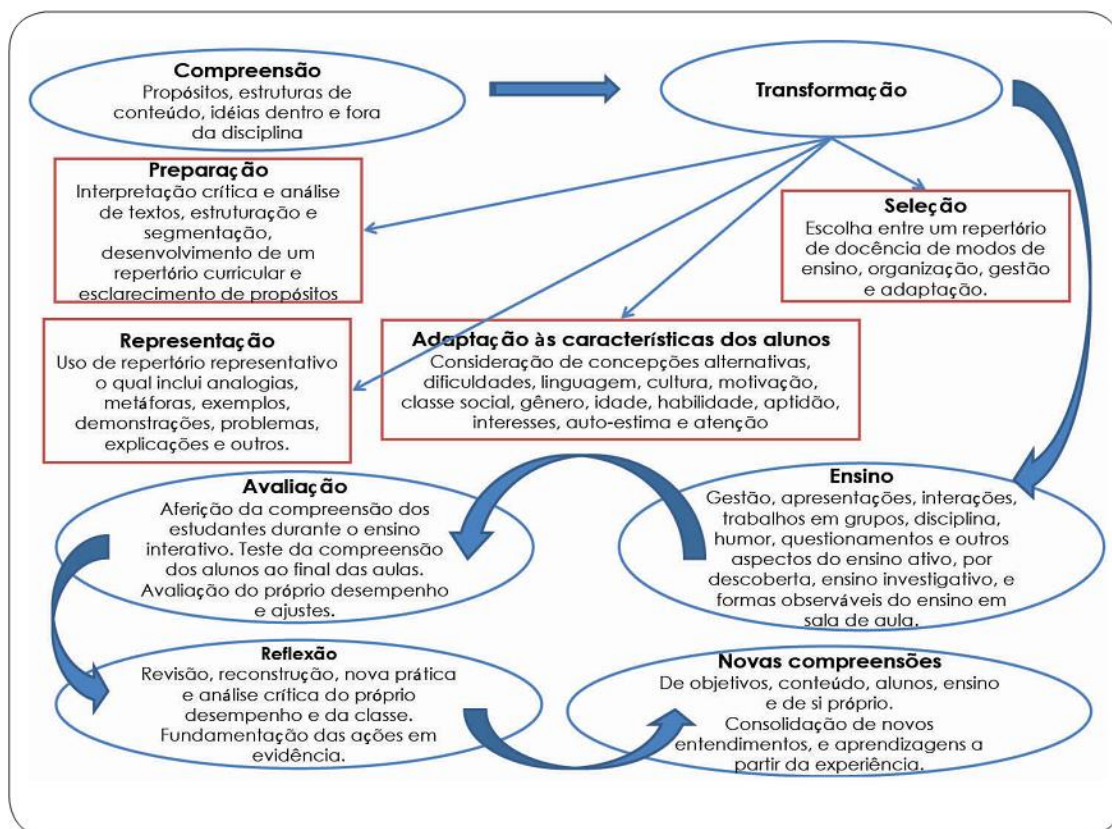 Compreensão
Propósitos, estruturas de
conteúdo, idéias dentro e fora
da disciplina
Transformação
Preparação
Interpretação crítica e análise
de textos, estruturação e
segmentação,
desenvolvimento de um
repertório curricular e
esclarecimento de propósitos
Seleção
Escolha entre um repertório
de docência de modos de
ensino, organização, gestão
e adaptação.
Representação
Uso de repertório representativo
o qual inclui analogias,
metáforas, exemplos,
demonstrações, problemas,
explicações e outros.
Adaptação às características dos alunos
Consideração de concepções alternativas,
dificuldades, linguagem, cultura, motivação,
classe social, gênero, idade, habilidade, aptidão,
interesses, auto-estima e atenção
Ensino
Gestão, apresentações, interações,
trabalhos em grupos, disciplina,
humor, questionamentos e outros
aspectos do ensino ativo, por
descoberta, ensino investigativo, e
formas observáveis do ensino em
sala de aula.
Avaliação
Aferição da compreensão dos
estudantes durante o ensino
interativo. Teste da compreensão
dos alunos ao final das aulas.
Avaliação do próprio desempenho
e ajustes.
Reflexão
Revisão, reconstrução, nova prática
e análise crítica do próprio
desempenho e da classe.
Fundamentação das ações em
evidência.
Novas compreensões
De objetivos, conteúdo, alunos, ensino
e de si próprio.
Consolidação de novos
entendimentos, e aprendizagens a
partir da experiência.